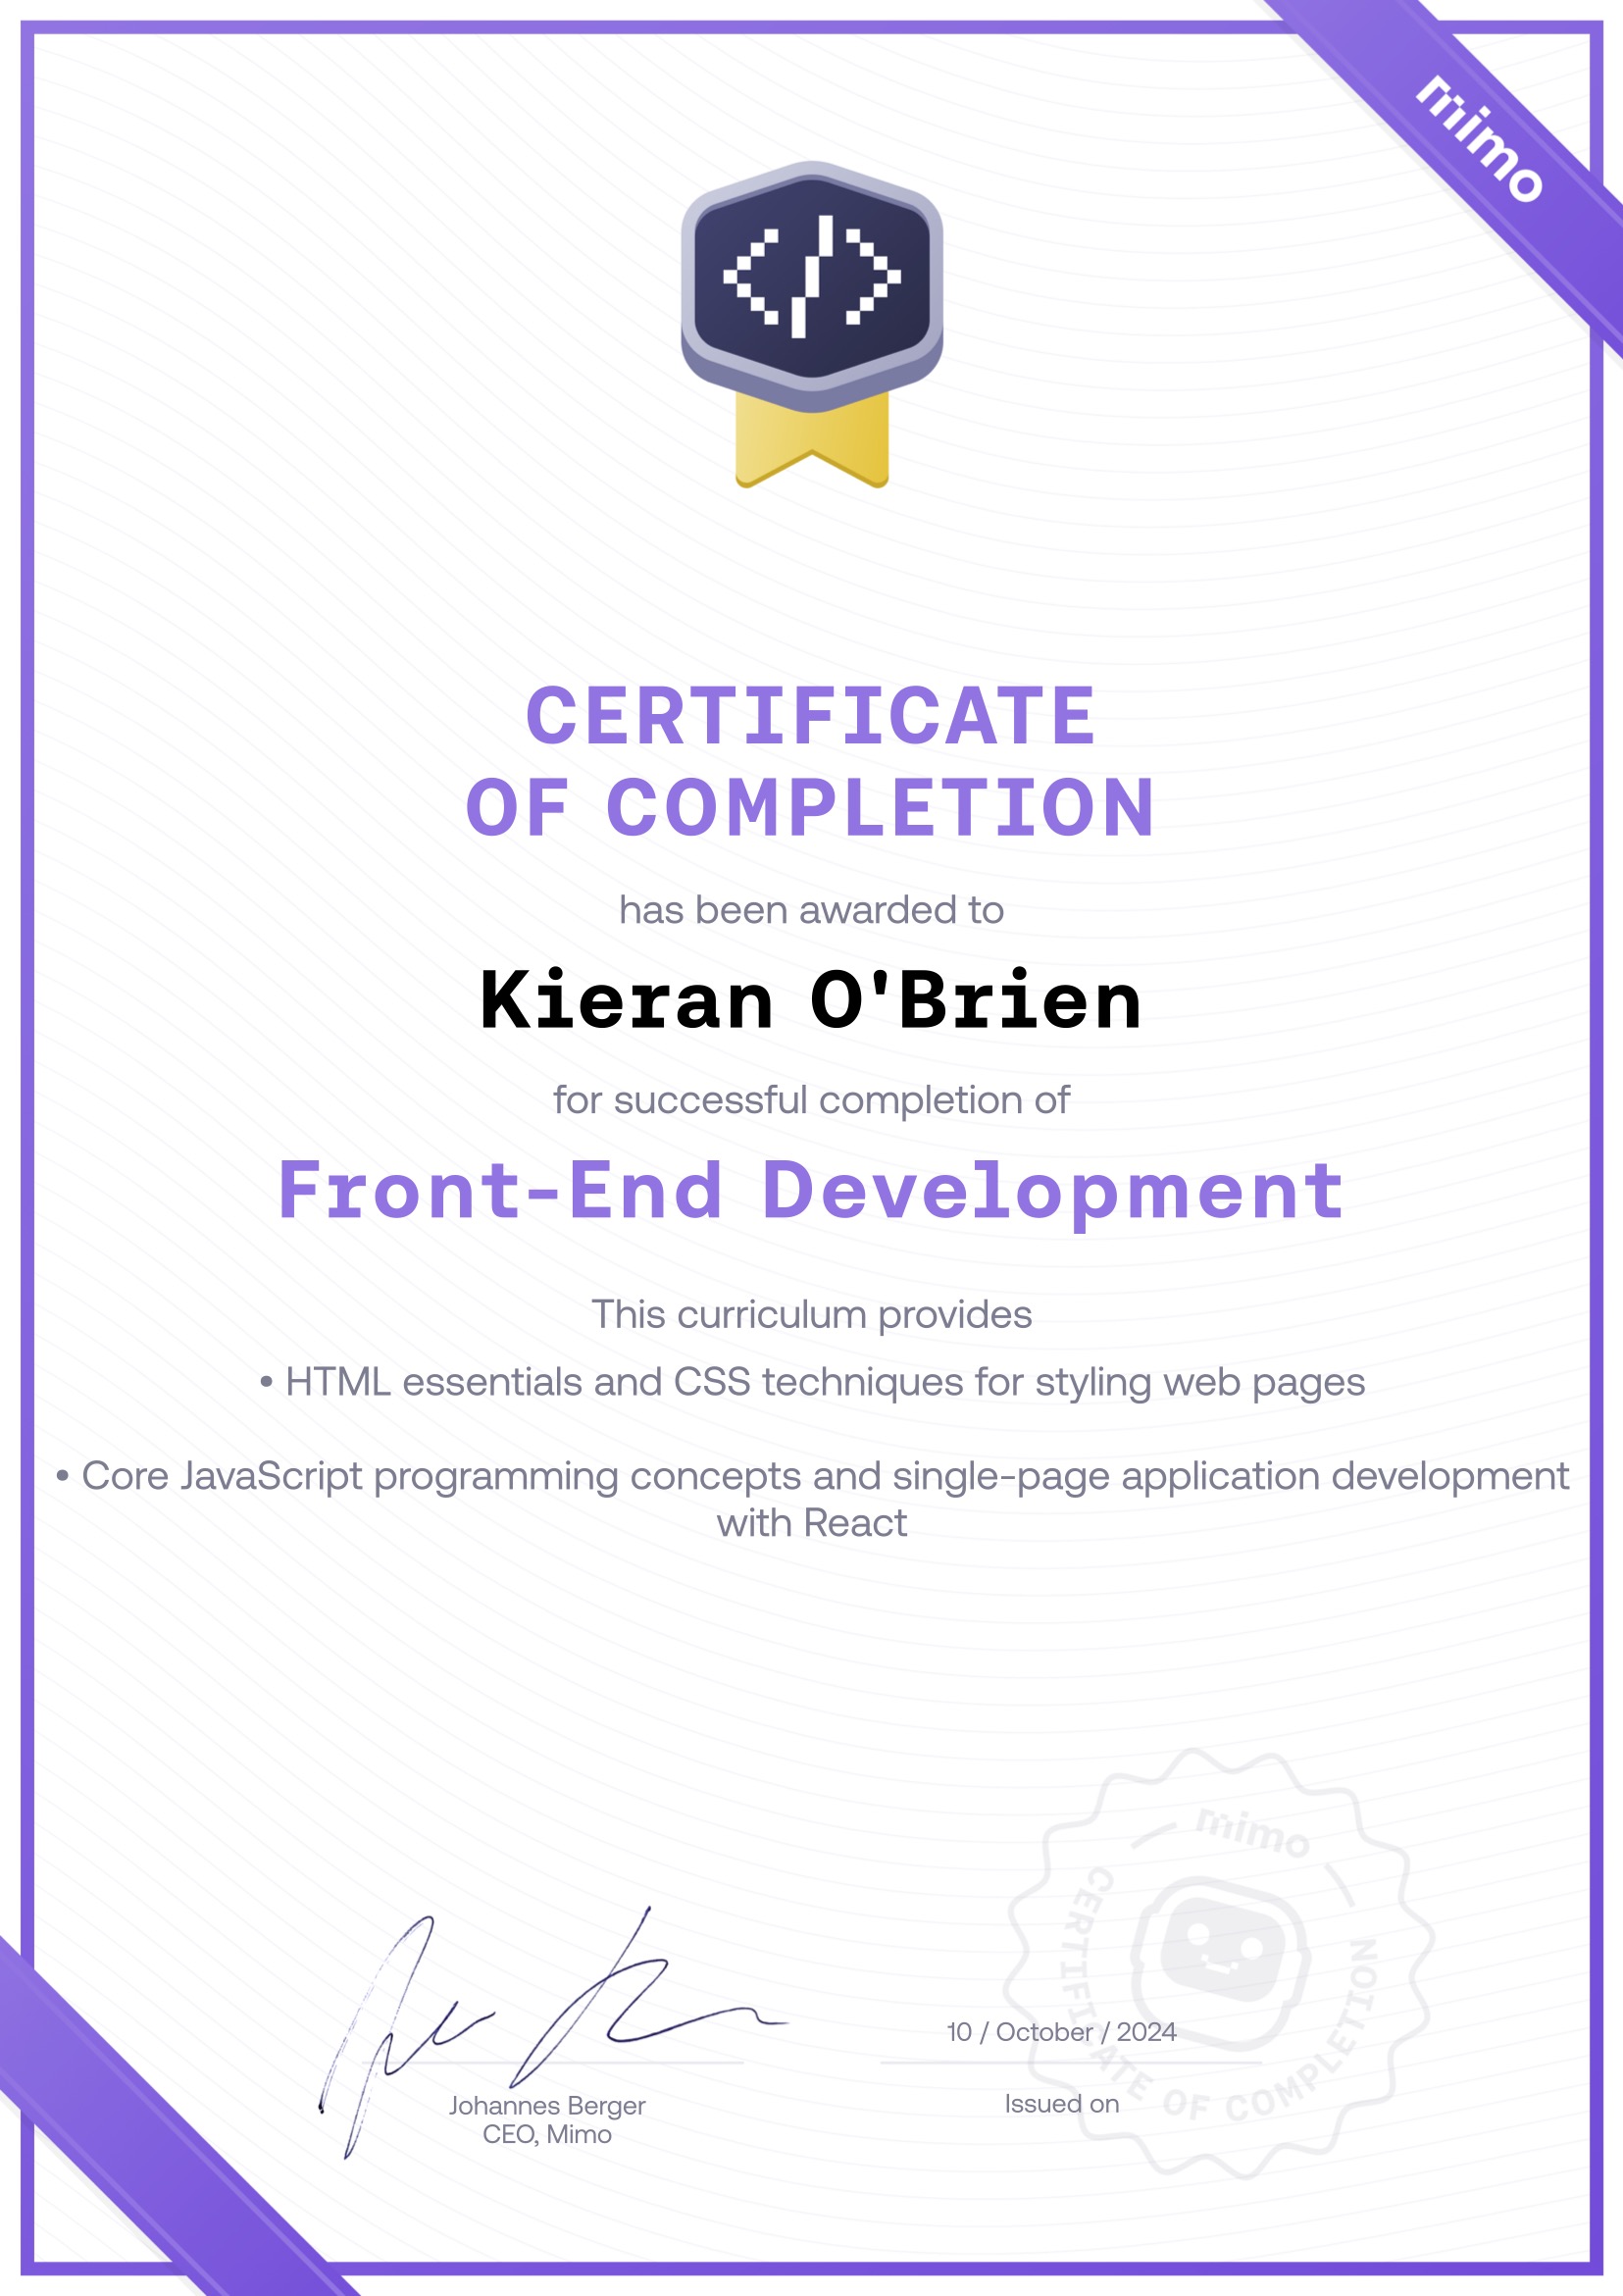 mimo
</>
CERTIFICATE
OF COMPLETION
has been awarded to
Kieran O'Brien
for successful completion of
Front-End Development
This curriculum provides
• HTML essentials and CSS techniques for styling web pages
• Core JavaScript programming concepts and single-page application development
with React
mimo
CERTIFICATE OF COMPLETION
10 / October / 2024
Johannes Berger
CEO, Mimo
Issued on